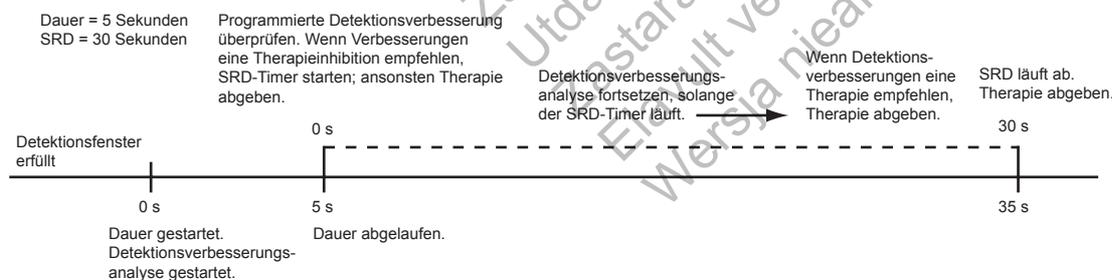 Dauer = 5 Sekunden
SRD = 30 Sekunden
Programmierte Detektionsverbesserung
überprüfen. Wenn Verbesserungen
eine Therapieinhibition empfehlen,
SRD-Timer starten; ansonsten Therapie
abgeben.
Detektionsverbesserungs-
analyse fortsetzen, solange
der SRD-Timer läuft.
Wenn Detektions-
verbesserungen eine
Therapie empfehlen,
Therapie abgeben.
SRD läuft ab.
Therapie abgeben.
0 s
30 s
Detektionsfenster
erfüllt
0 s
5 s
35 s
Dauer gestartet.
Detektionsverbesserungs-
analyse gestartet.
Dauer abgelaufen.
Wersja niea